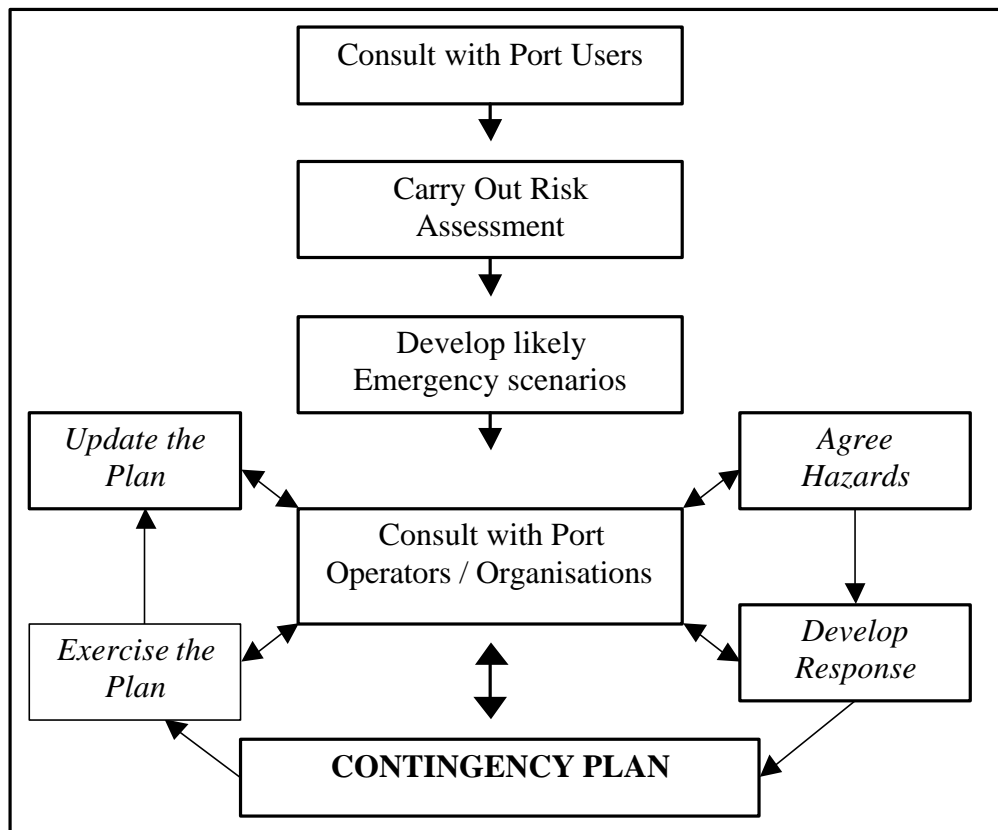 Consult with Port Users
Carry Out Risk
Assessment
Develop likely
Emergency scenarios
Update the
Plan
Agree
Hazards
Consult with Port
Operators / Organisations
Exercise the
Plan
Develop
Response
CONTINGENCY PLAN